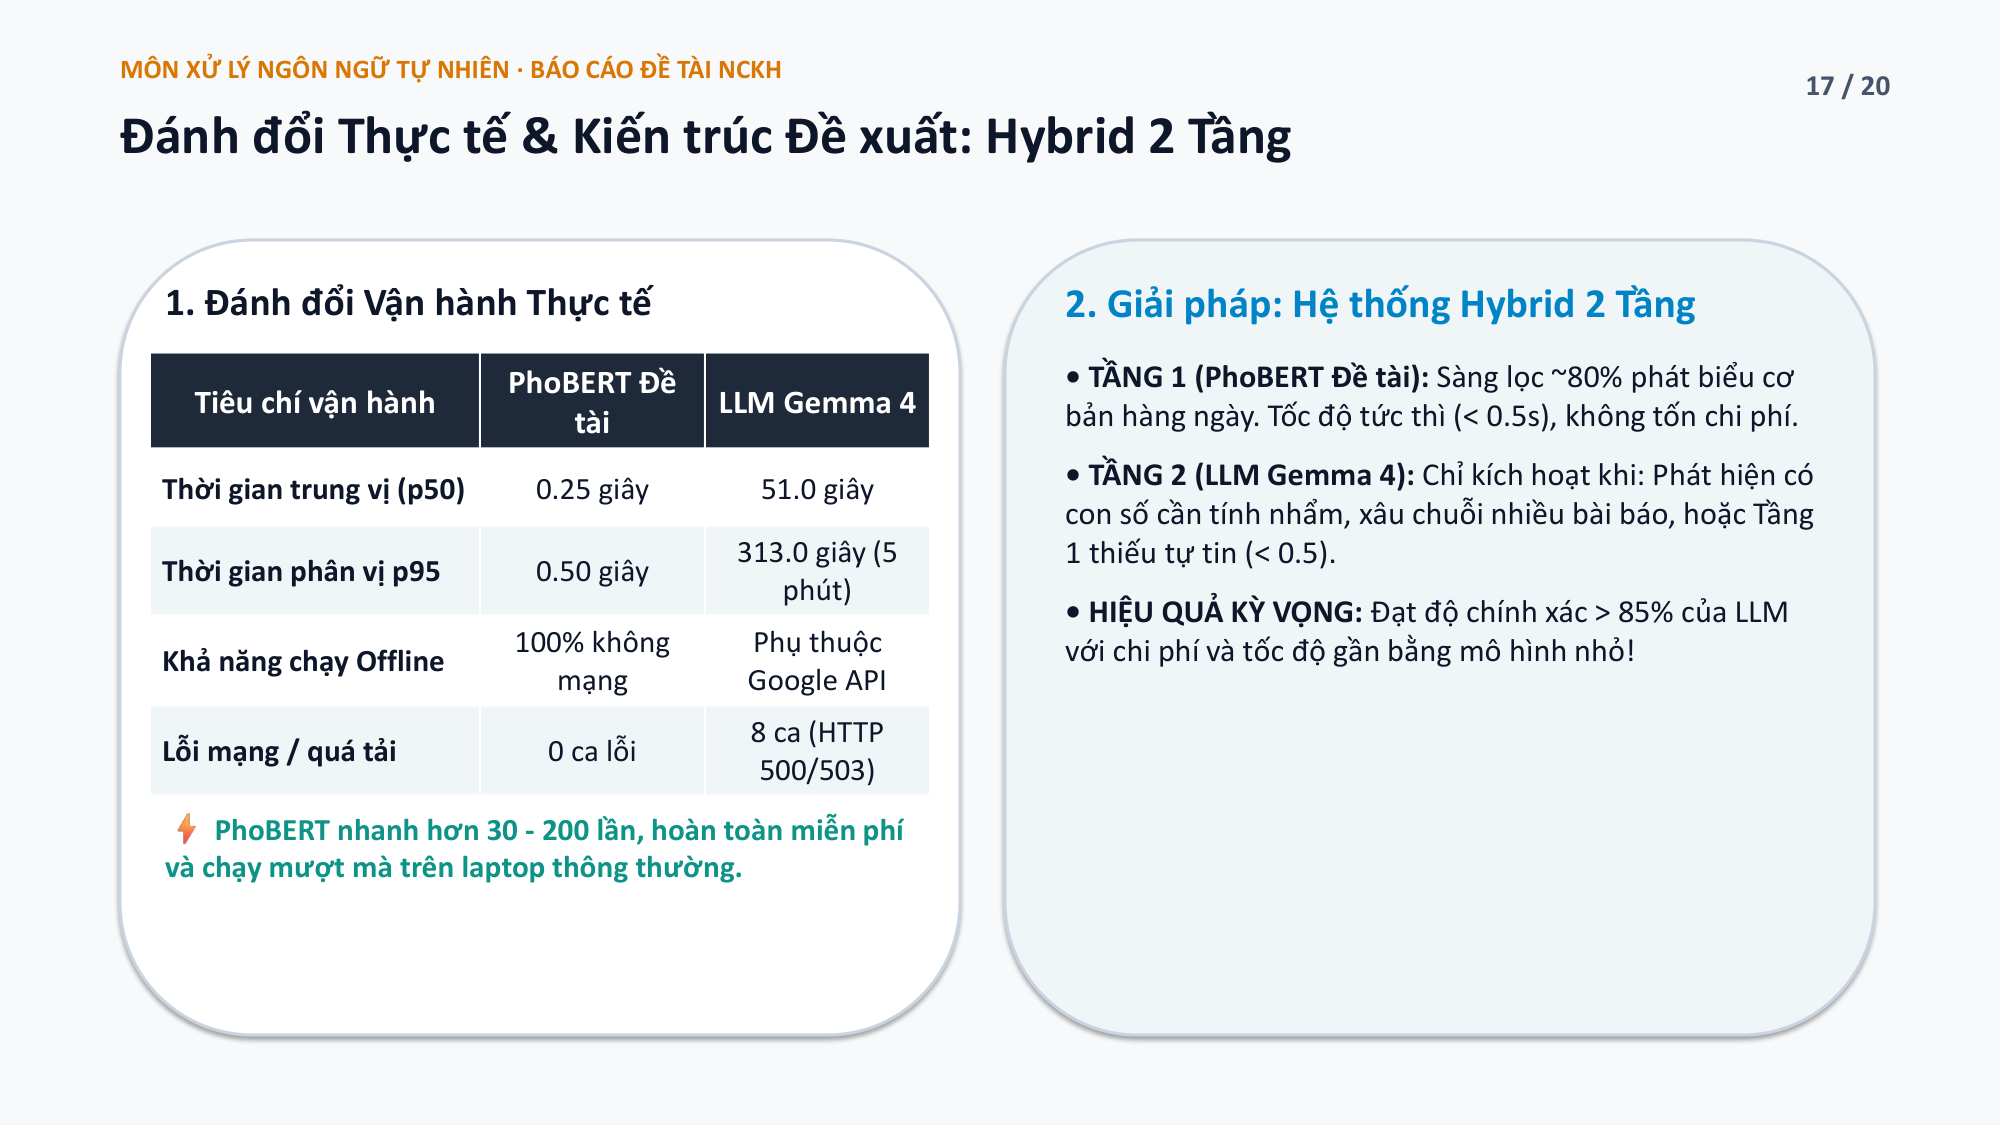 MÔN XỬ LÝ NGÔN NGỮ TỰ NHIÊN · BÁO CÁO ĐỀ TÀI NCKH
17 / 20
Đánh đổi Thực tế & Kiến trúc Đề xuất: Hybrid 2 Tầng
1. Đánh đổi Vận hành Thực tế
Tiêu chí vận hành
PhoBERT Đề
tài
LLM Gemma 4
Thời gian trung vị (p50)
0.25 giây
51.0 giây
Thời gian phân vị p95
0.50 giây
313.0 giây (5
phút)
Khả năng chạy Offline
100% không
mạng
Phụ thuộc
Google API
Lỗi mạng / quá tải
0 ca lỗi
8 ca (HTTP
500/503)
⚡ PhoBERT nhanh hơn 30 - 200 lần, hoàn toàn miễn phí
và chạy mượt mà trên laptop thông thường.
2. Giải pháp: Hệ thống Hybrid 2 Tầng
• TẦNG 1 (PhoBERT Đề tài): Sàng lọc ~80% phát biểu cơ
bản hàng ngày. Tốc độ tức thì (< 0.5s), không tốn chi phí.
• TẦNG 2 (LLM Gemma 4): Chỉ kích hoạt khi: Phát hiện có
con số cần tính nhẩm, xâu chuỗi nhiều bài báo, hoặc Tầng
1 thiếu tự tin (< 0.5).
• HIỆU QUẢ KỲ VỌNG: Đạt độ chính xác > 85% của LLM
với chi phí và tốc độ gần bằng mô hình nhỏ!